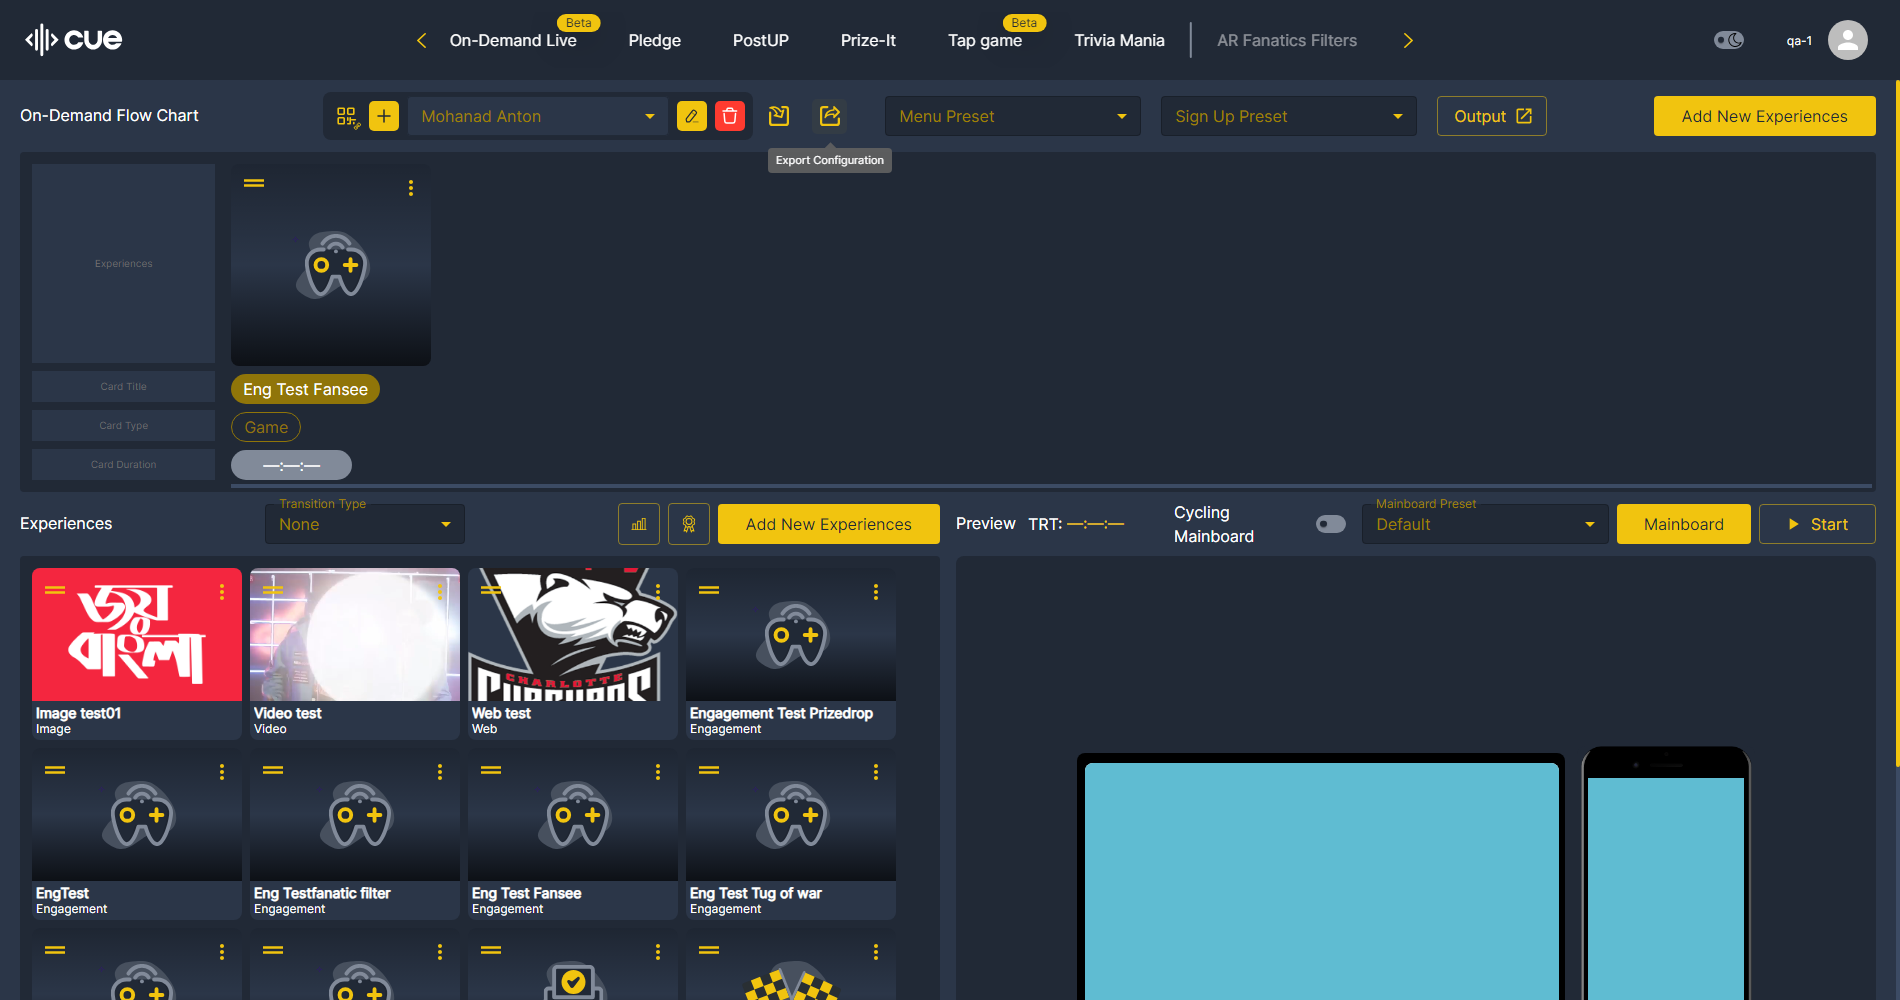 cue
On-Demand Live
Beta
Pledge
PostUP
Prize-It
Tap game
Beta
Trivia Mania
AR Fanatics Filters
qa-1
On-Demand Flow Chart
Mohanad Anton
Menu Preset
Sign Up Preset
Output
Add New Experiences
Export Configuration
Experiences
Card Title
Eng Test Fansee
Card Type
Game
Card Duration
—:—:—
Experiences
Transition Type
None
Add New Experiences
Preview
TRT: —:—:—
Cycling
Mainboard
Mainboard Preset
Default
Mainboard
Start
জয়
বাংলা
CHARLOTTE
Image test01
Image
Video test
Video
Web test
Web
Engagement Test Prizedrop
Engagement
EngTest
Engagement
Eng Testfanatic filter
Engagement
Eng Test Fansee
Engagement
Eng Test Tug of war
Engagement